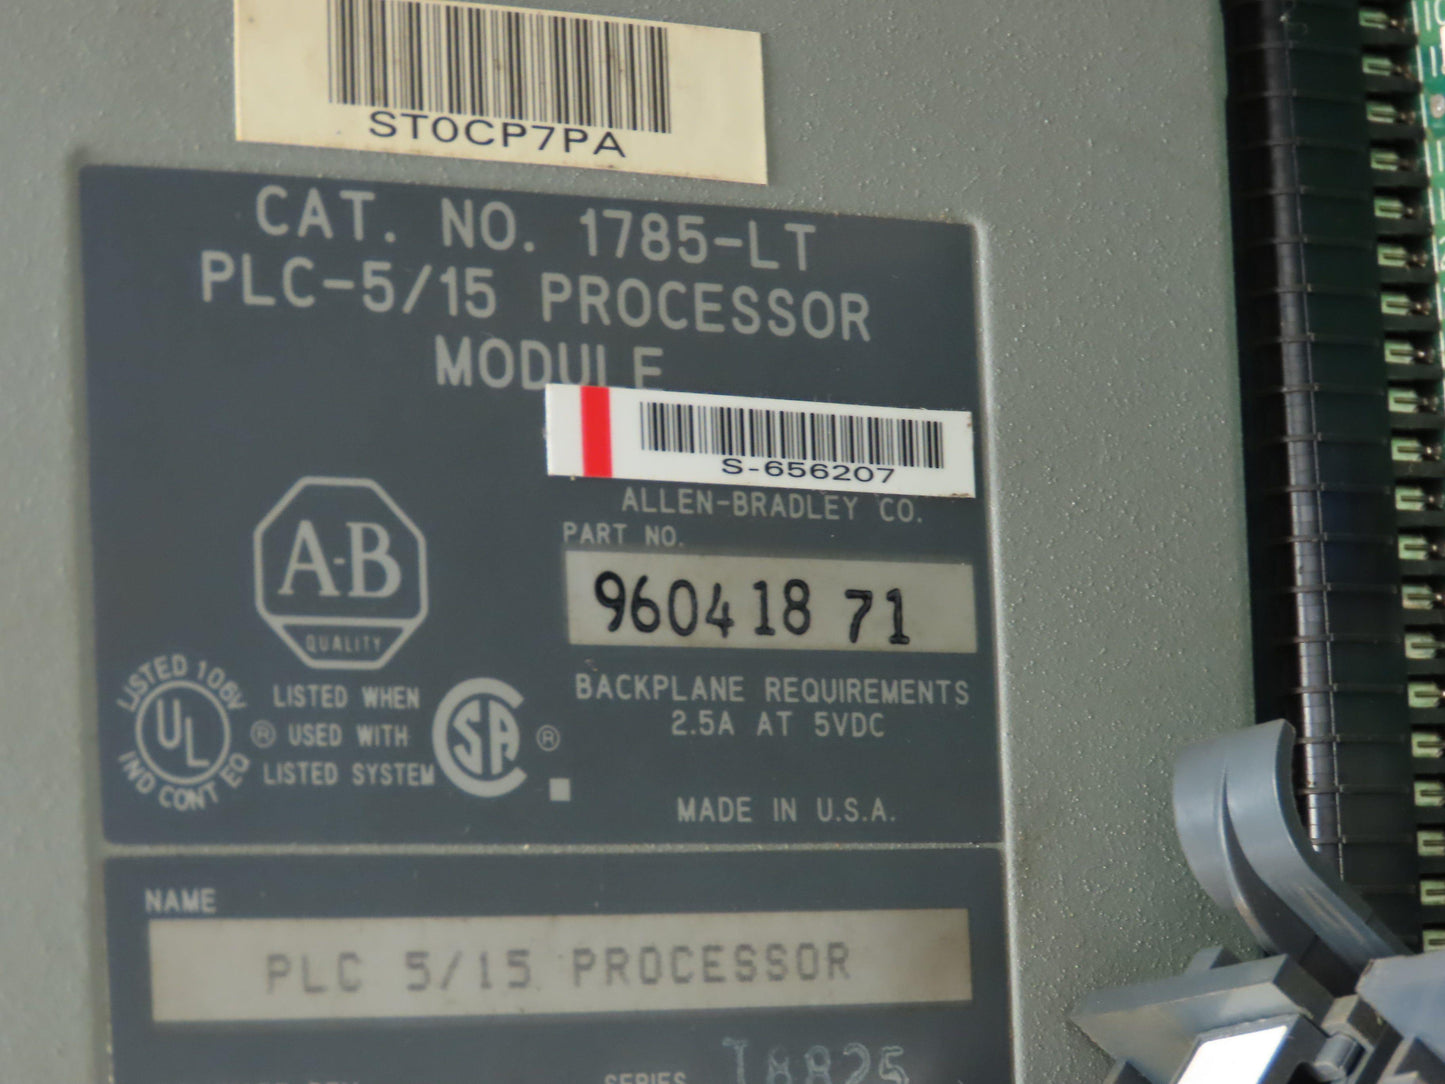 ST0CP7PA
CAT. NO. 1785-LT
PLC-5/15 PROCESSOR
MODULE
S-656207
ALLEN-BRADLEY CO.
PART NO.
960418 71
A-B
QUALITY
BACKPLANE REQUIREMENTS
2.5A AT 5VDC
MADE IN U.S.A.
LISTED 106V
UL
IND CONT EQ
®
LISTED WHEN
USED WITH
LISTED SYSTEM
SA
®
NAME
PLC 5/15 PROCESSOR
SERIES
18825